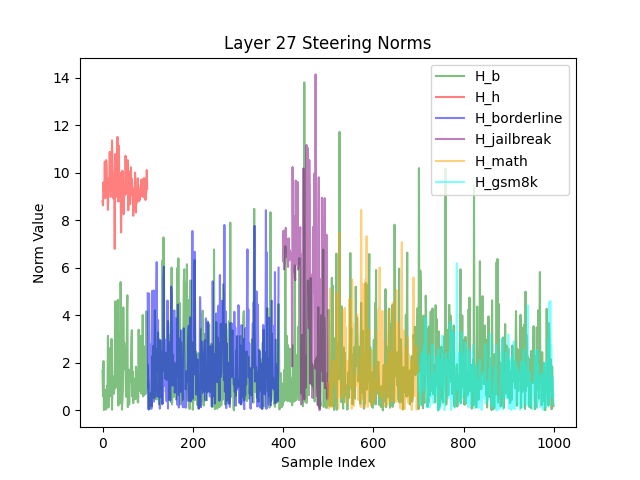 Layer 27 Steering Norms
14
12
10
8
6
4
2
0
Norm Value
H_b
H_h
H_borderline
H_jailbreak
H_math
H_gsm8k
0 200 400 600 800 1000
Sample Index